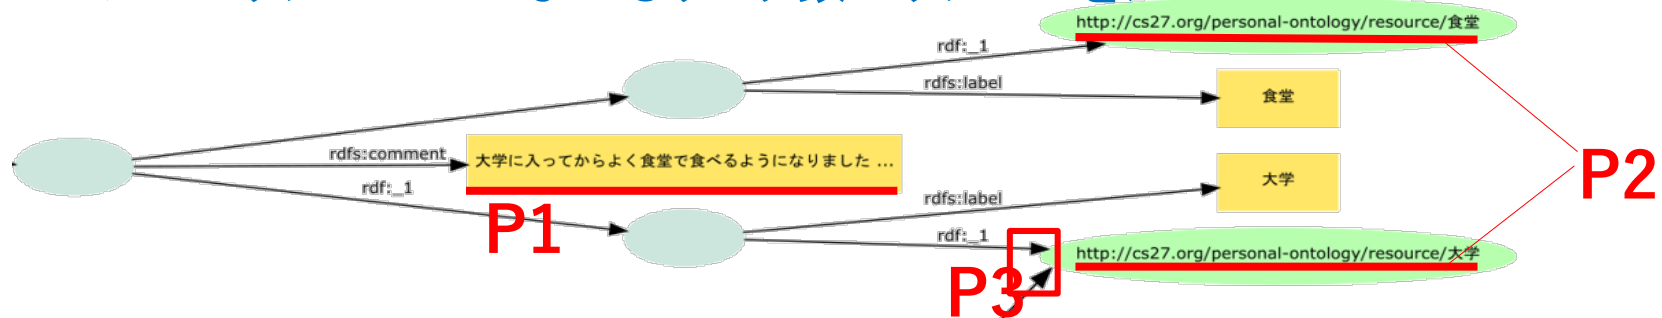 http://cs27.org/personal-ontology/resource/食堂
rdf:_1
rdfs:label
食堂
rdfs:comment
大学に入ってからよく食堂で食べるようになりました ...
P2
大学
rdf:_1
rdfs:label
P1
rdf:_1
http://cs27.org/personal-ontology/resource/大学
P3